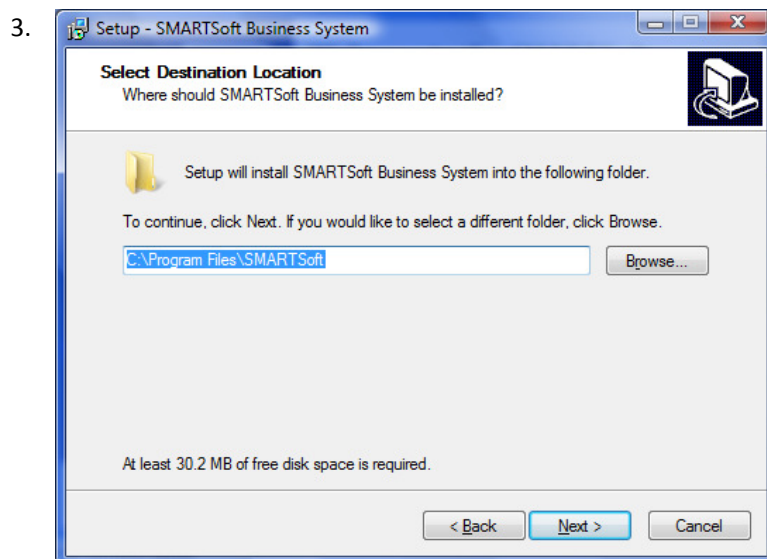 3.
Setup - SMARTSoft Business System
Select Destination Location
Where should SMARTSoft Business System be installed?
Setup will install SMARTSoft Business System into the following folder.
To continue, click Next. If you would like to select a different folder, click Browse.
C:\Program Files\SMARTSoft
Browse...
At least 30.2 MB of free disk space is required.
< Back Next > Cancel